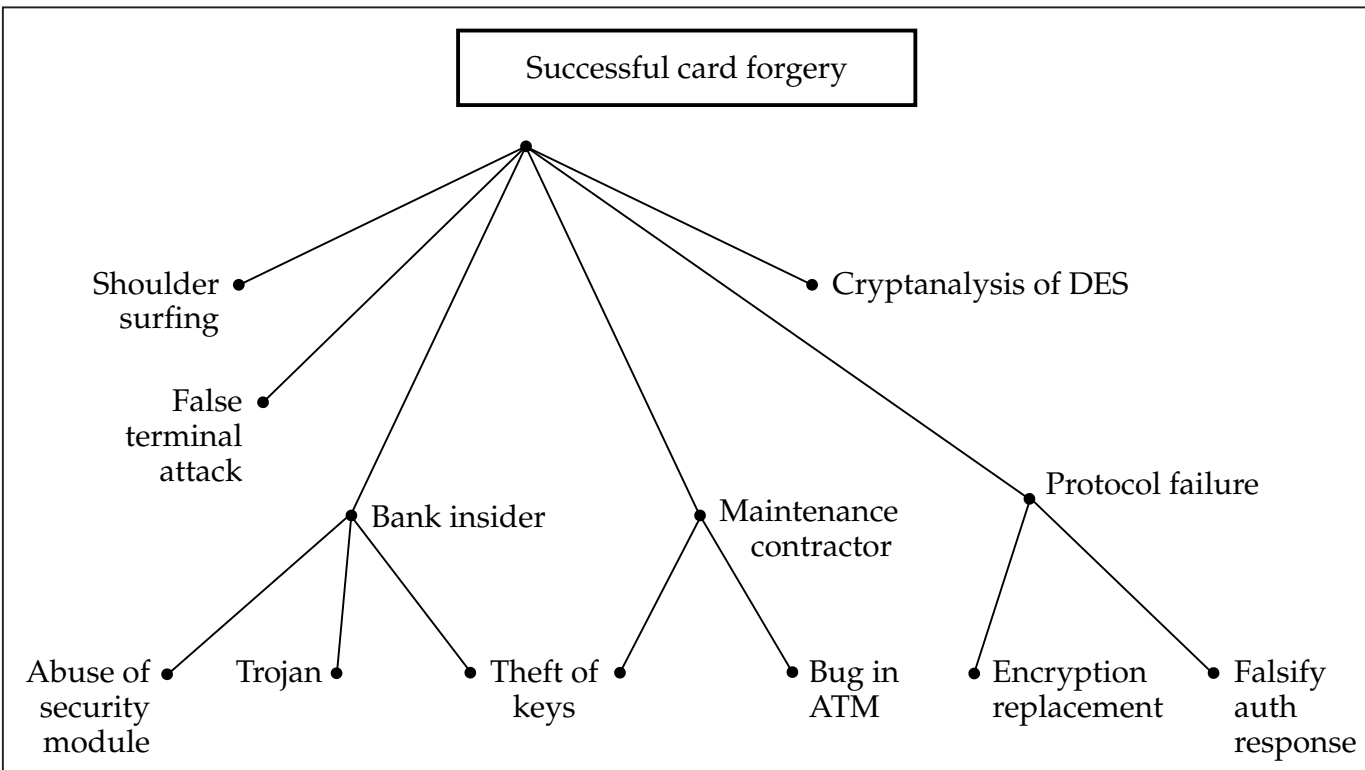 Successful card forgery
Shoulder
surfing
Cryptanalysis of DES
False
terminal
attack
Bank insider
Maintenance
contractor
Protocol failure
Abuse of
security
module
Trojan
Theft of
keys
Bug in
ATM
Encryption
replacement
Falsify
auth
response